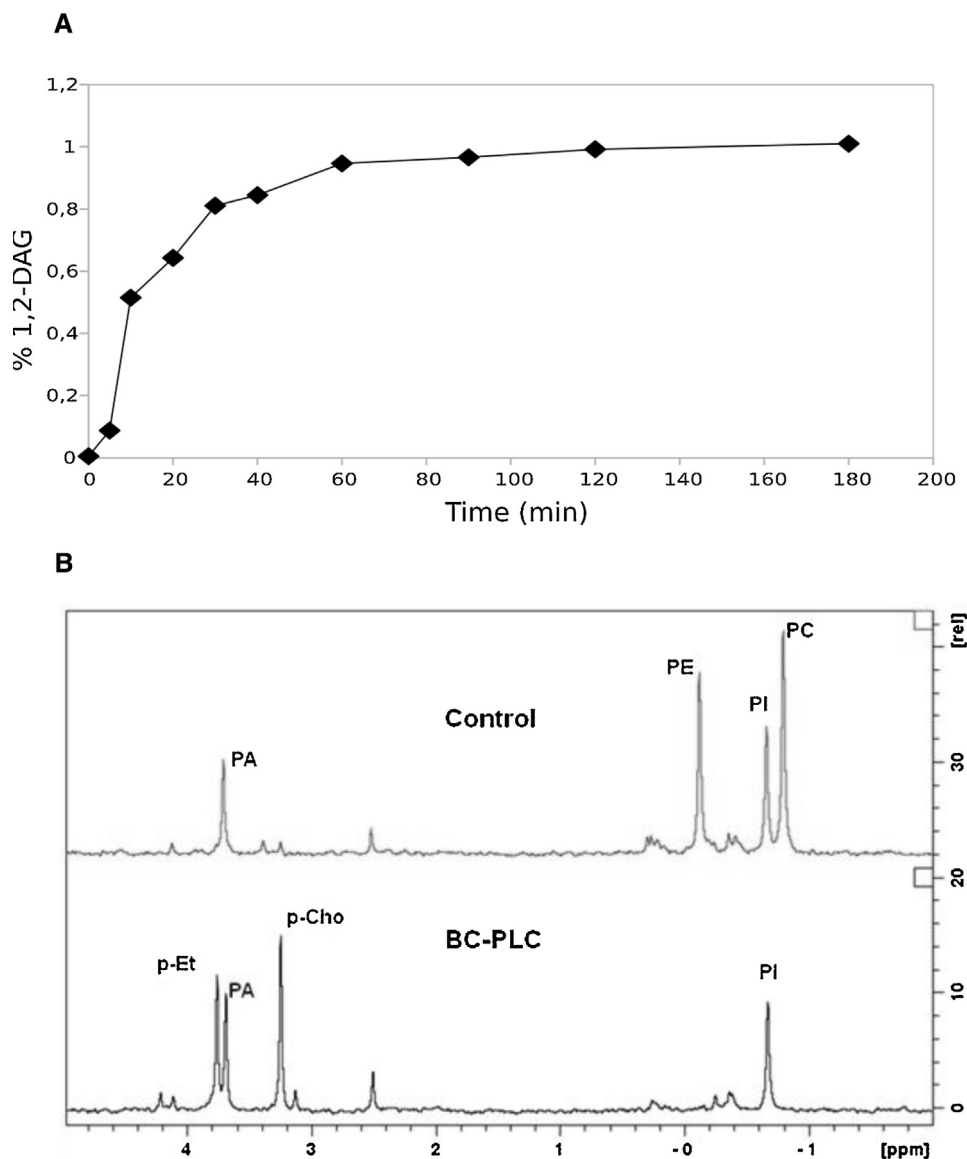 A
1,2
1
0,8
0,6
0,4
0,2
0
% 1,2-DAG
0 20 40 60 80 100 120 140 160 180 200
Time (min)
B
[rel]
PC
PE
PI
Control
PA
30
20
p-Cho
BC-PLC
p-Et
PI
PA
10
0
4 3 2 1 -0 -1 [ppm]